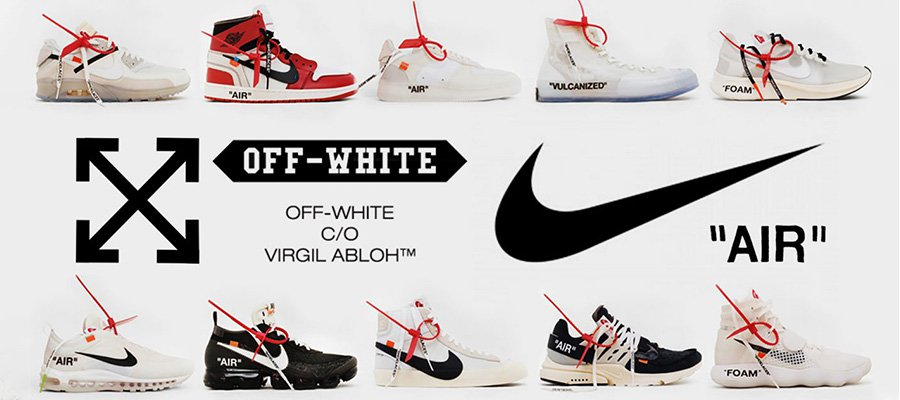 "AIR"
"AIR"
"VULCANIZED"
"FOAM"
OFF-WHITE
OFF-WHITE
C/O
VIRGIL ABLOH™
"AIR"
"AIR"
"AIR"
"AIR"
"FOAM"